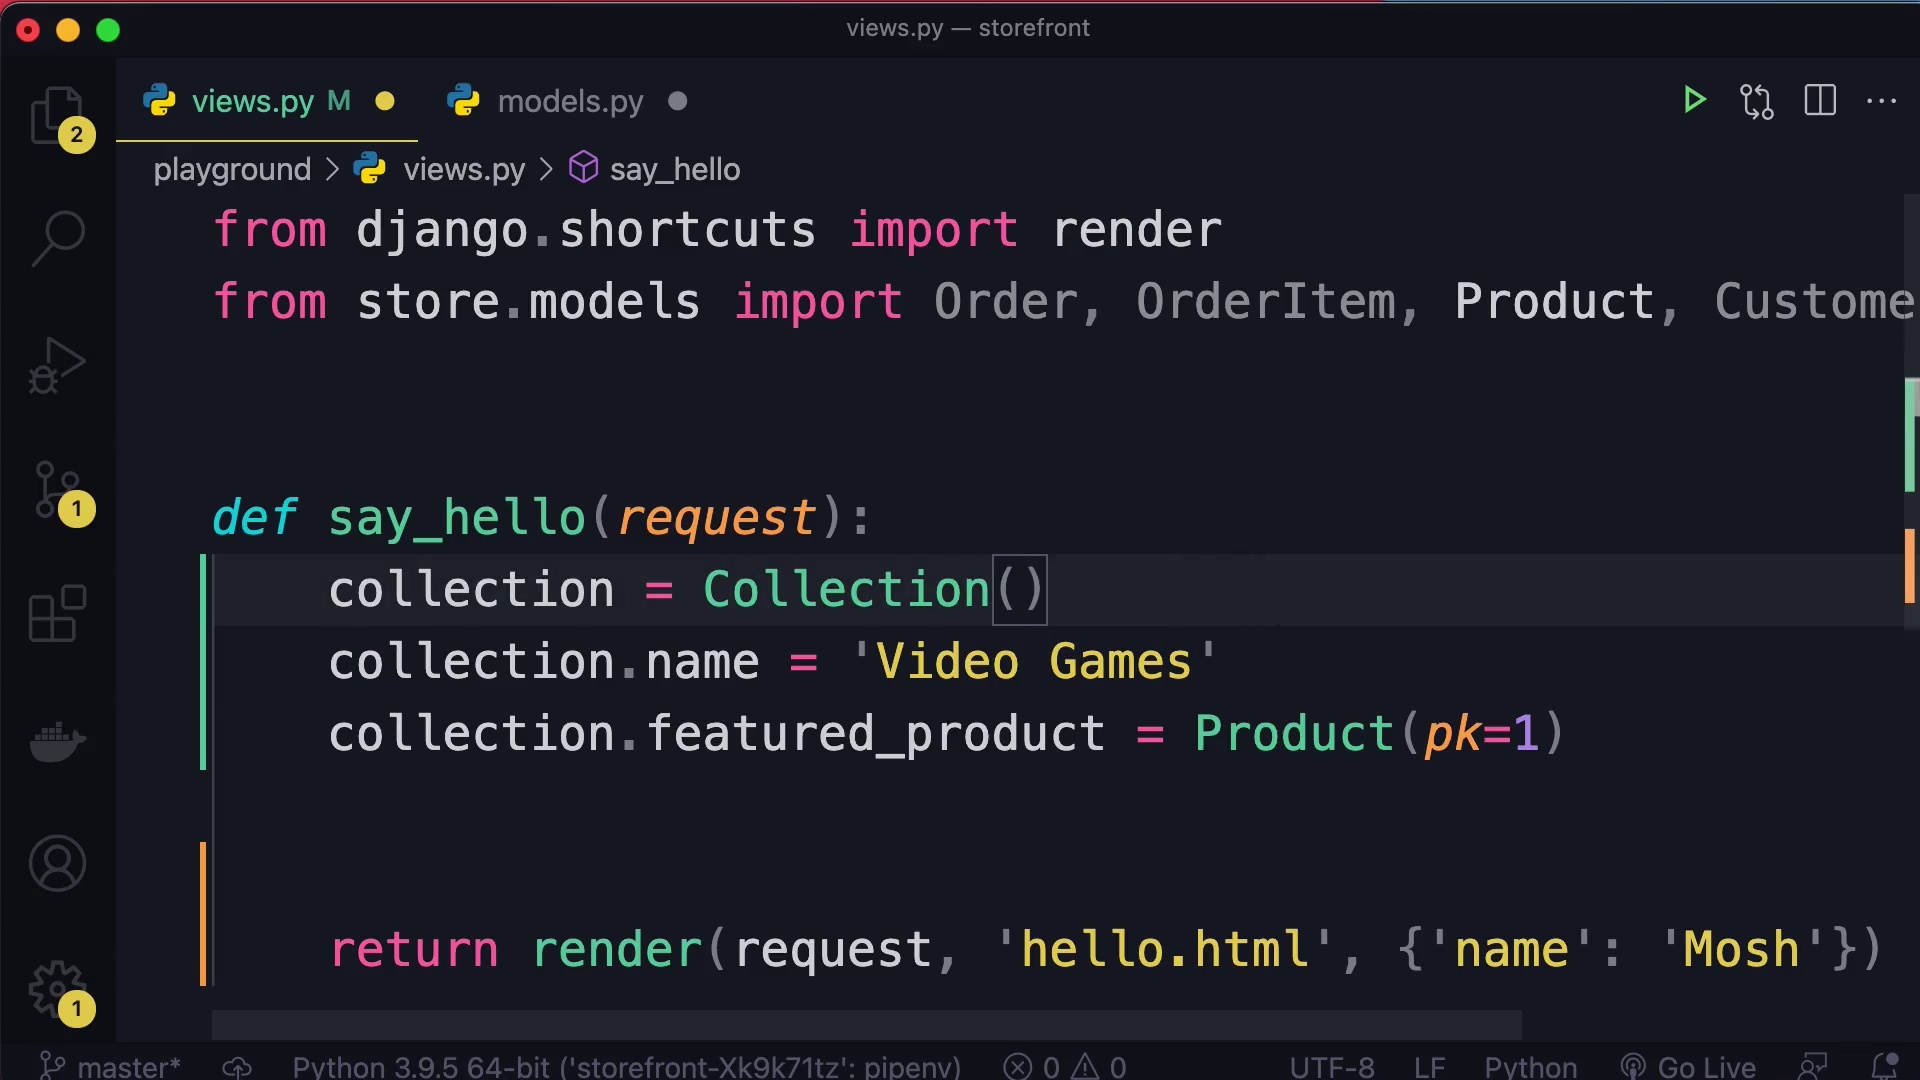 views.py — storefront
views.py M models.py
2
playground > views.py > say_hello
from django.shortcuts import render
from store.models import Order, OrderItem, Product, Custome
def say_hello(request):
1
collection = Collection()
collection.name = 'Video Games'
collection.featured_product = Product(pk=1)
return render(request, 'hello.html', {'name': 'Mosh'})
1
master* Python 3.9.5 64-bit ('storefront-Xk9k71tz': pipenv) 0 0 UTF-8 LF Python Go Live